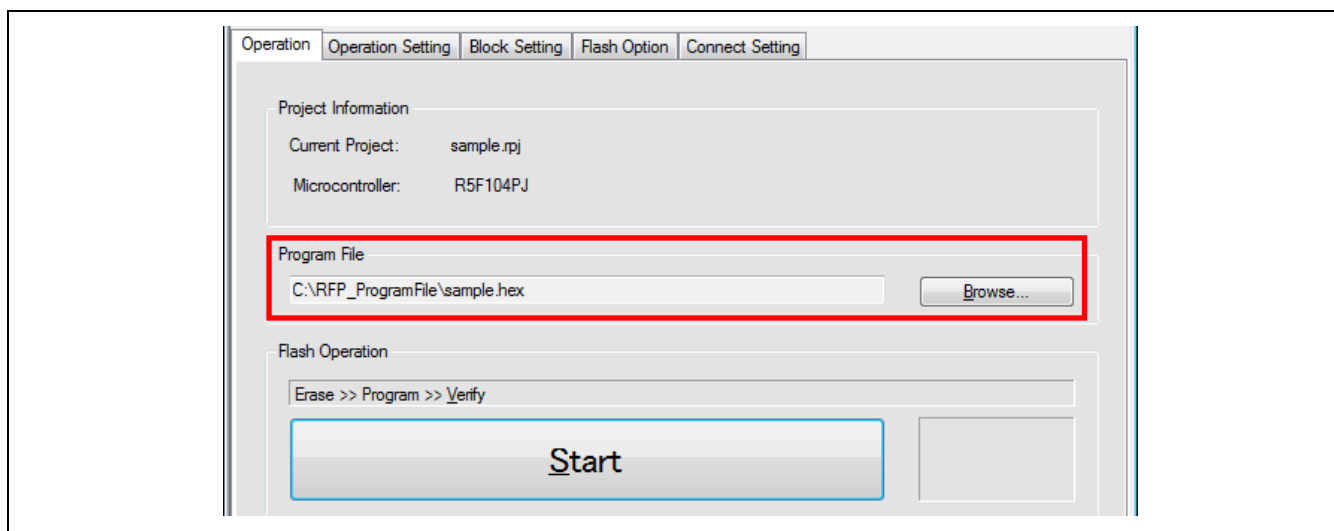 Operation Operation Setting Block Setting Flash Option Connect Setting
Project Information
Current Project: sample.rpj
Microcontroller: R5F104PJ
Program File
C:\RFP_ProgramFile\sample.hex Browse...
Flash Operation
Erase >> Program >> Verify
Start